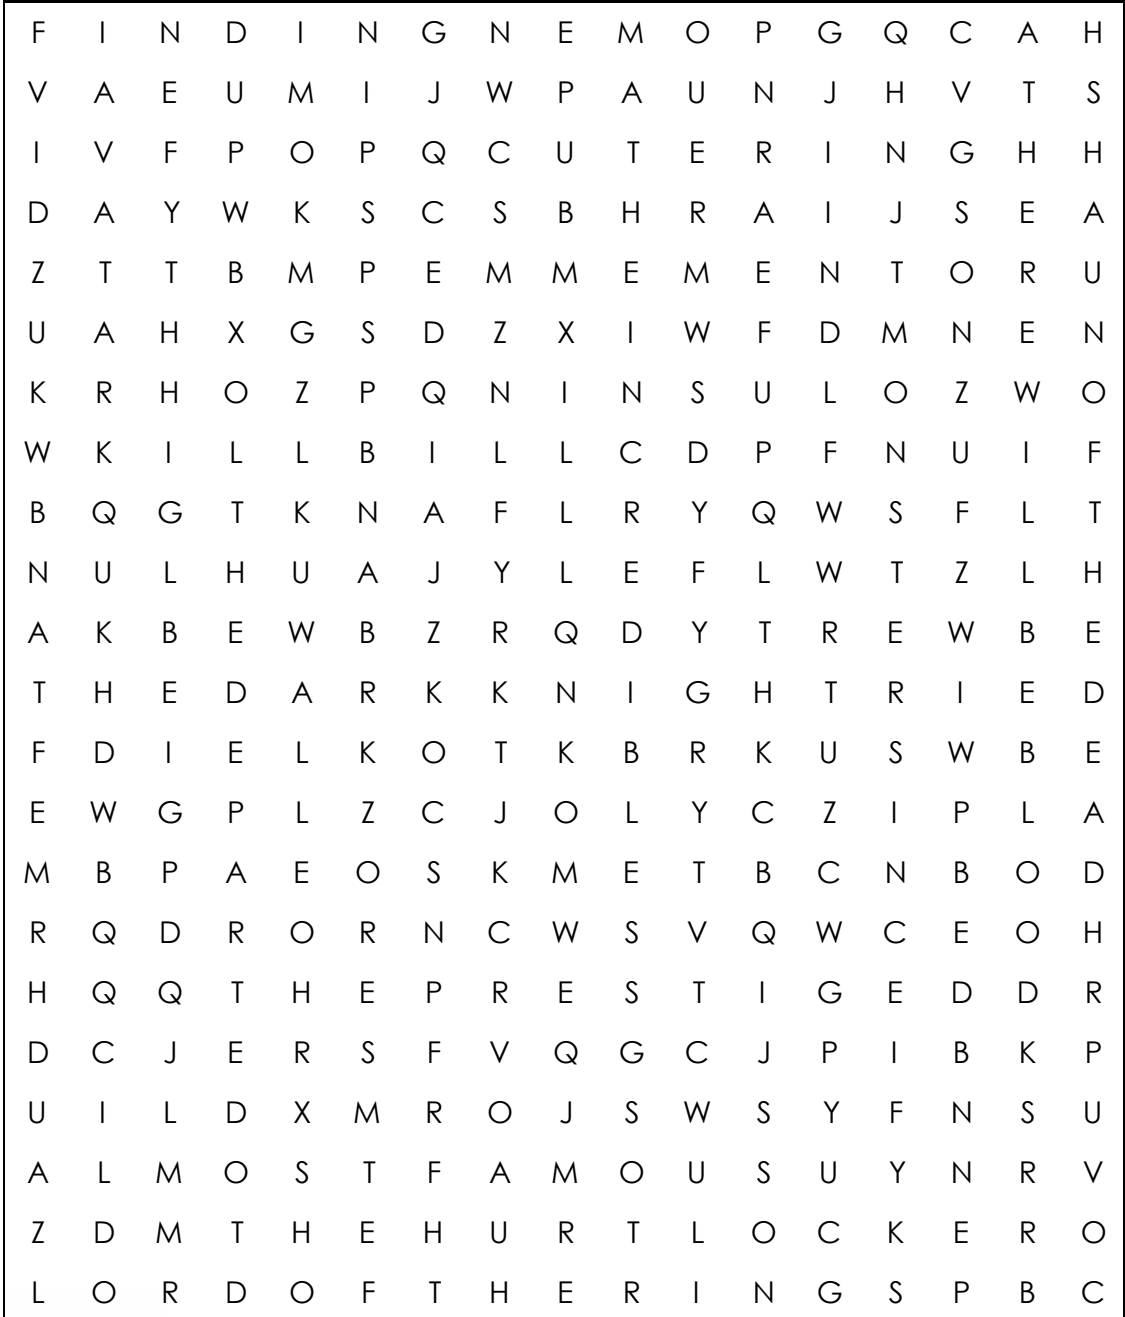 F I N D I N G N E M O P G Q C A H
V A E U M I J W P A U N J H V T S
I V F P O P Q C U T E R I N G H H
D A Y W K S C S B H R A I J S E A
Z T T B M P E M M E M E N T O R U
U A H X G S D Z X I W F D M N E N
K R H O Z P Q N I N S U L O Z W O
W K I L L B I L L C D P F N U I F
B Q G T K N A F L R Y Q W S F L T
N U L H U A J Y L E F L W T Z L H
A K B E W B Z R Q D Y T R E W B E
T H E D A R K K N I G H T R I E D
F D I E L K O T K B R K U S W B E
E W G P L Z C J O L Y C Z I P L A
M B P A E O S K M E T B C N B O D
R Q D R O R N C W S V Q W C E O H
H Q Q T H E P R E S T I G E D D R
D C J E R S F V Q G C J P I B K P
U I L D X M R O J S W S Y F N S U
A L M O S T F A M O U S U Y N R V
Z D M T H E H U R T L O C K E R O
L O R D O F T H E R I N G S P B C